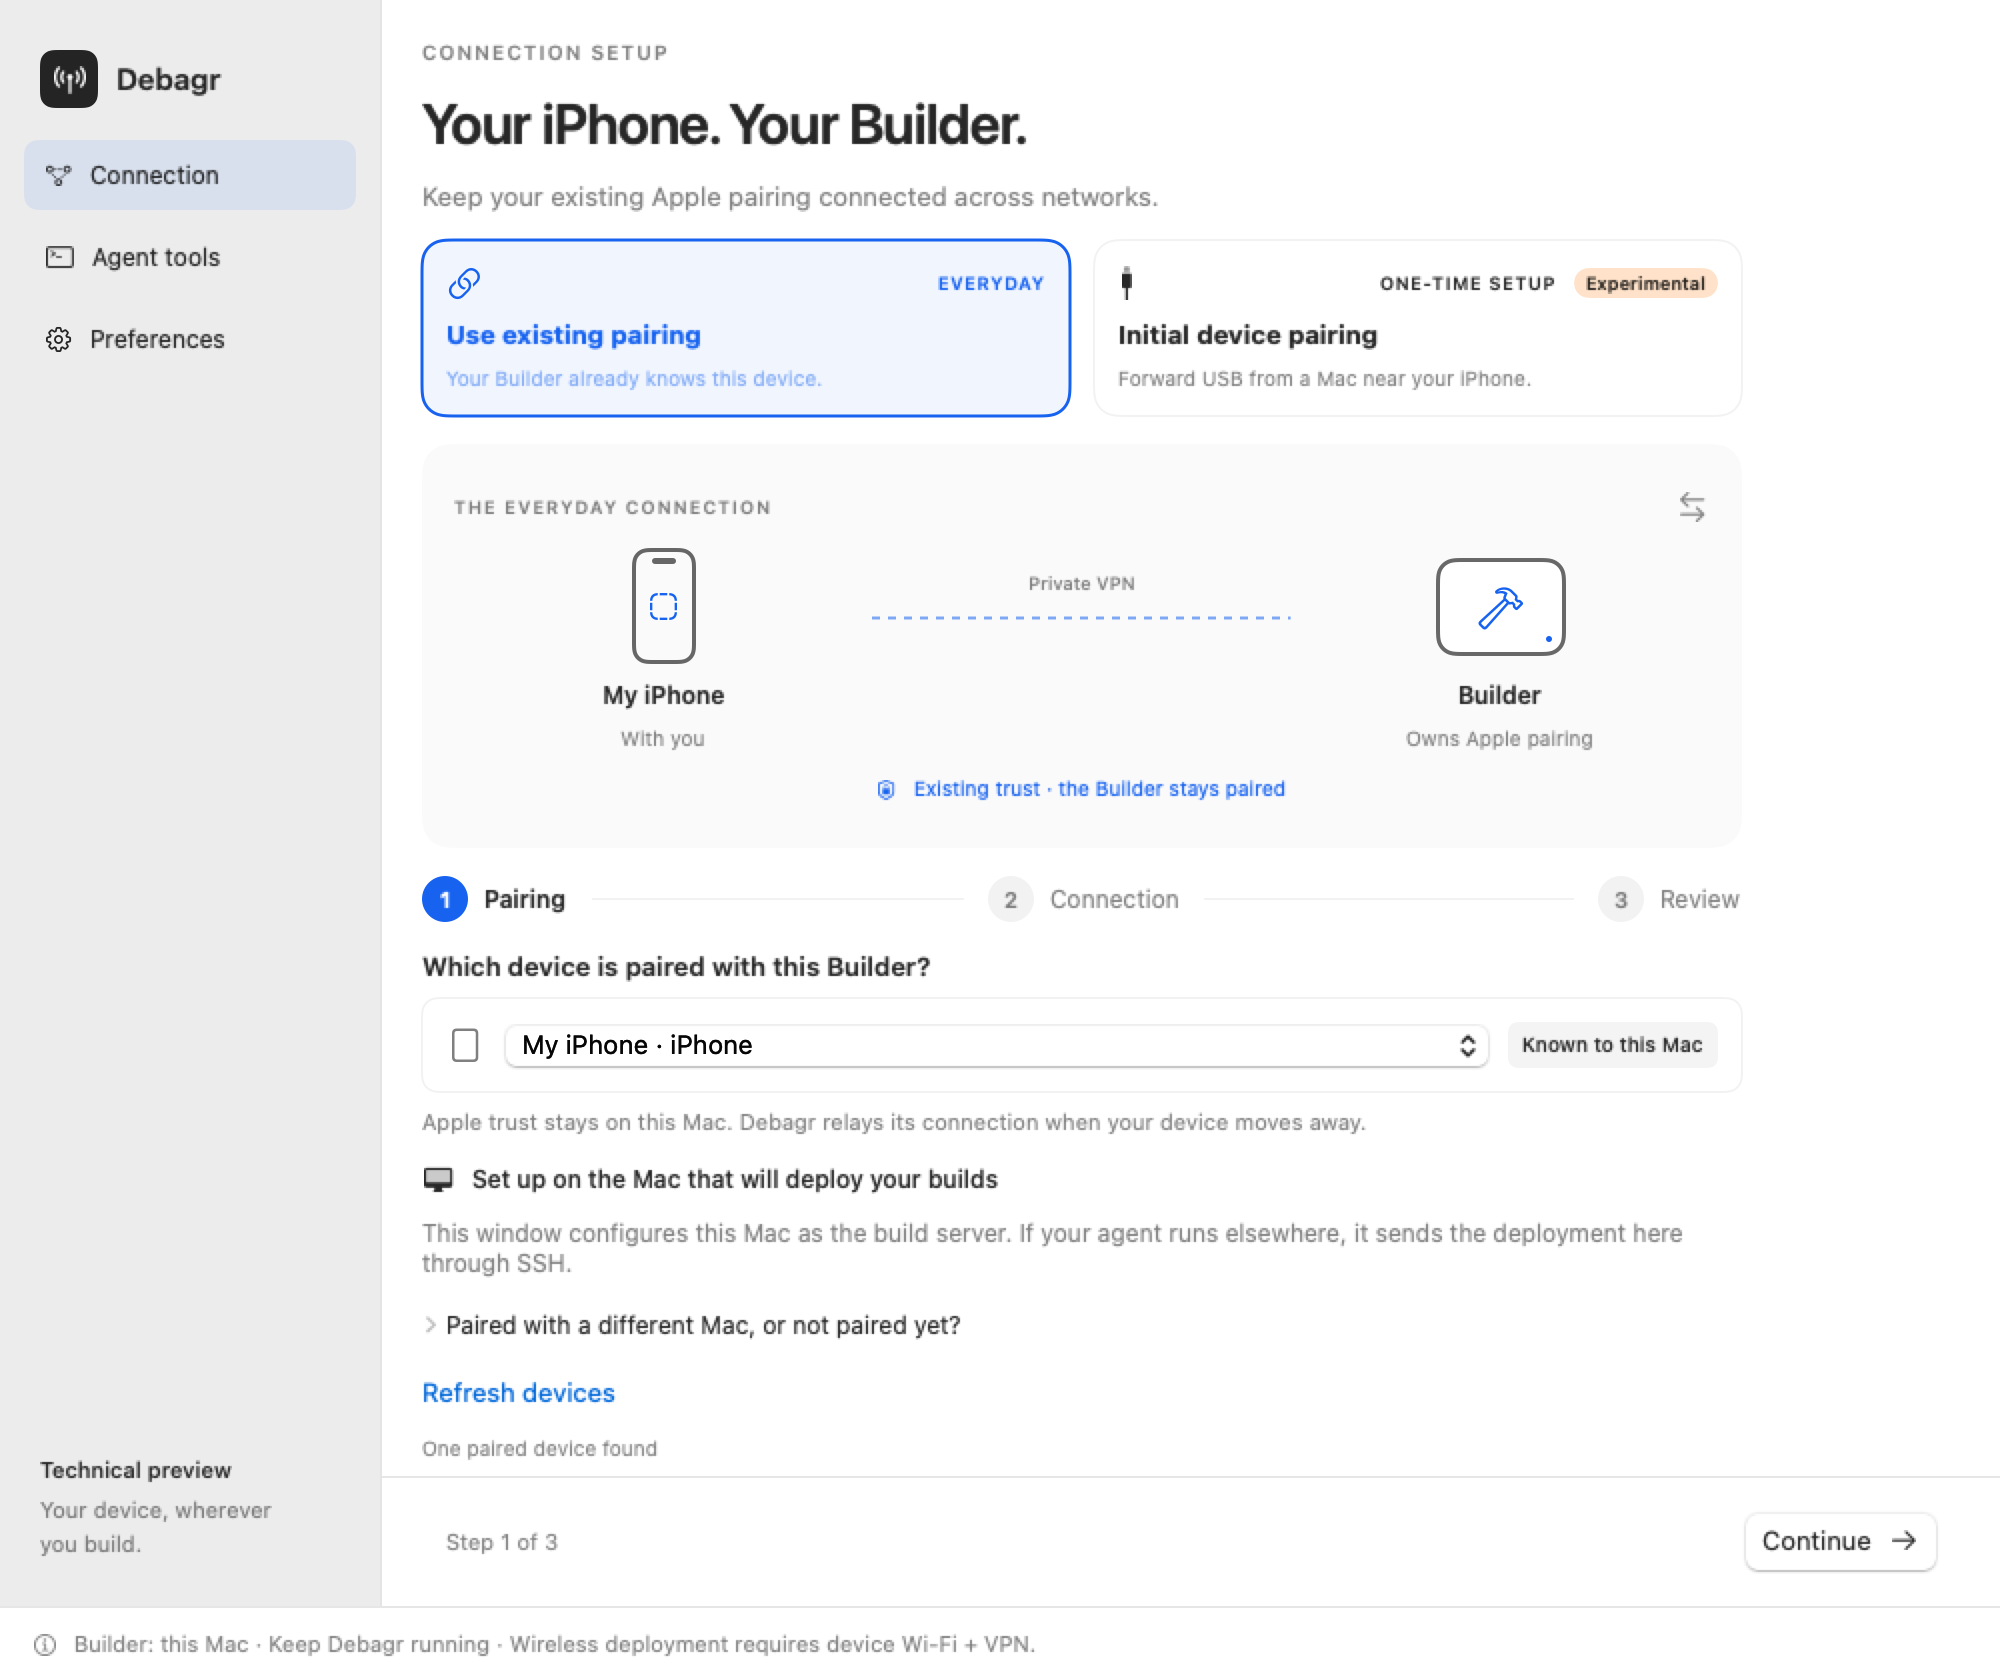 Debagr
Connection
Agent tools
Preferences
Technical preview
Your device, wherever
you build.
CONNECTION SETUP
Your iPhone. Your Builder.
Keep your existing Apple pairing connected across networks.
EVERYDAY
Use existing pairing
Your Builder already knows this device.
ONE-TIME SETUP Experimental
Initial device pairing
Forward USB from a Mac near your iPhone.
THE EVERYDAY CONNECTION
Private VPN
My iPhone
With you
Builder
Owns Apple pairing
Existing trust · the Builder stays paired
1 Pairing
2 Connection
3 Review
Which device is paired with this Builder?
My iPhone · iPhone
Known to this Mac
Apple trust stays on this Mac. Debagr relays its connection when your device moves away.
Set up on the Mac that will deploy your builds
This window configures this Mac as the build server. If your agent runs elsewhere, it sends the deployment here
through SSH.
Paired with a different Mac, or not paired yet?
Refresh devices
One paired device found
Step 1 of 3
Continue
Builder: this Mac · Keep Debagr running · Wireless deployment requires device Wi-Fi + VPN.